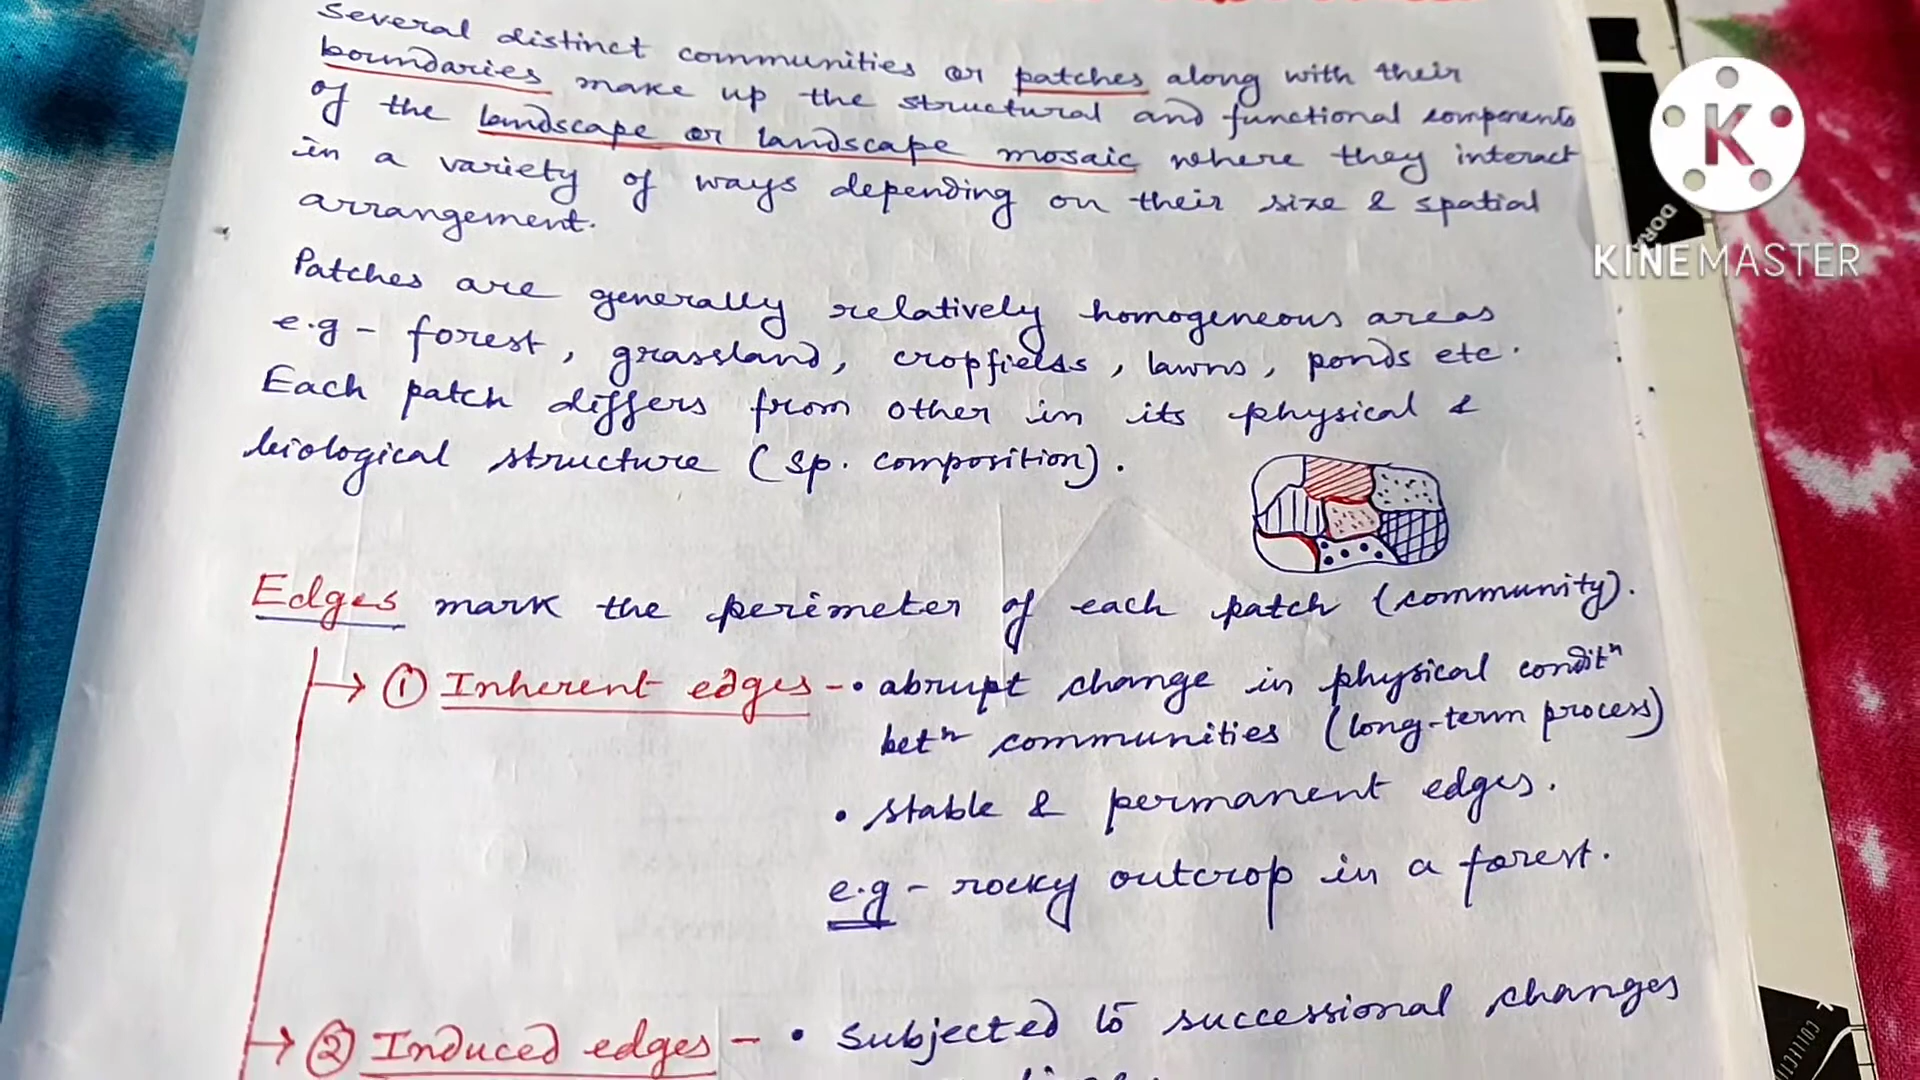 Several distinct communities or patches along with their
boundaries make up the structural and functional components
of the landscape or landscape mosaic where they interact
in a variety of ways depending on their size & spatial
arrangement.
Patches are generally relatively homogeneous areas
e.g - forest, grassland, cropfields, lawns, ponds etc.
Each patch differs from other in its physical &
biological structure (sp. composition).
Edges mark the perimeter of each patch (community).
→ ① Inherent edges - • abrupt change in physical conditⁿ
betⁿ communities (long-term process)
• stable & permanent edges.
e.g - rocky outcrop in a forest.
→ ② Induced edges - • Subjected to successional changes
K
KINEMASTER